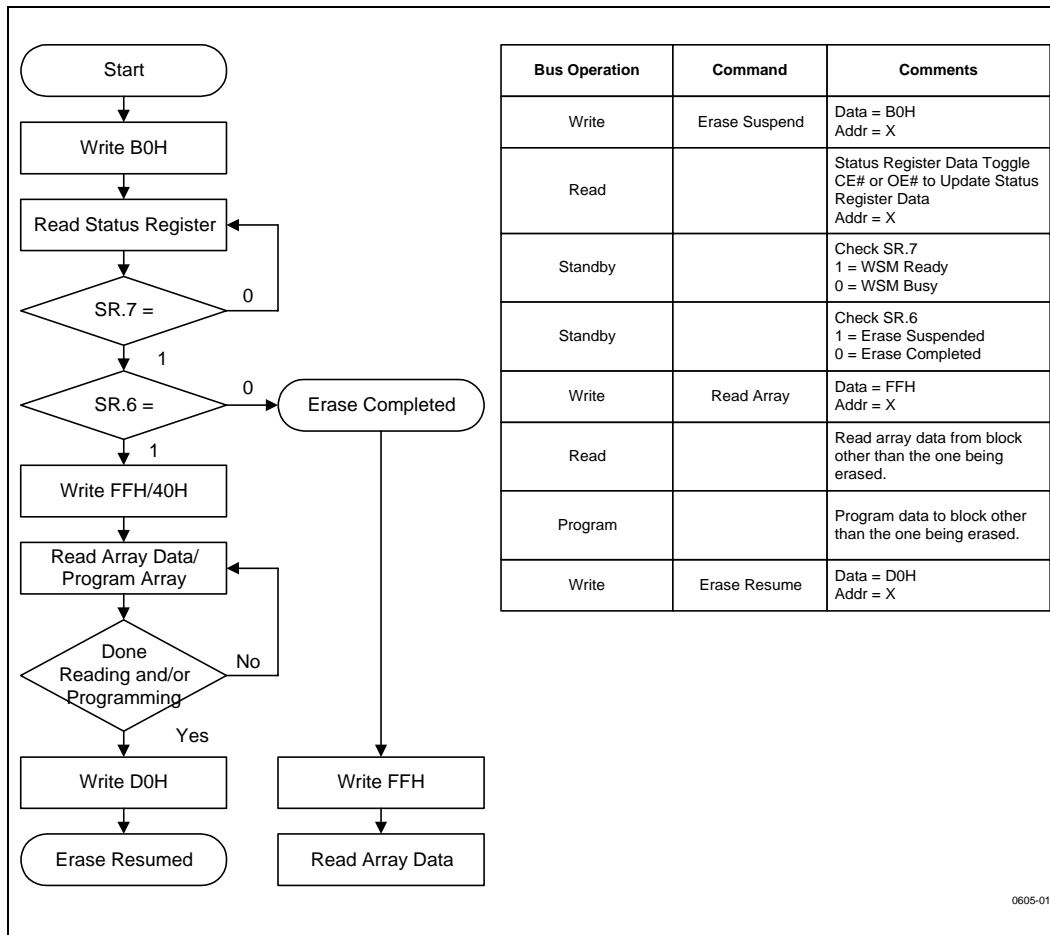 Start
Write B0H
Read Status Register
SR.7 =
0
1
SR.6 =
0
Erase Completed
1
Write FFH/40H
Read Array Data/
Program Array
Done
Reading and/or
Programming
No
Yes
Write D0H
Erase Resumed
Write FFH
Read Array Data
Bus Operation Command Comments
Write Erase Suspend Data = B0H
Addr = X
Read Status Register Data Toggle
CE# or OE# to Update Status
Register Data
Addr = X
Standby Check SR.7
1 = WSM Ready
0 = WSM Busy
Standby Check SR.6
1 = Erase Suspended
0 = Erase Completed
Write Read Array Data = FFH
Addr = X
Read Read array data from block
other than the one being
erased.
Program Program data to block other
than the one being erased.
Write Erase Resume Data = D0H
Addr = X
0605-01